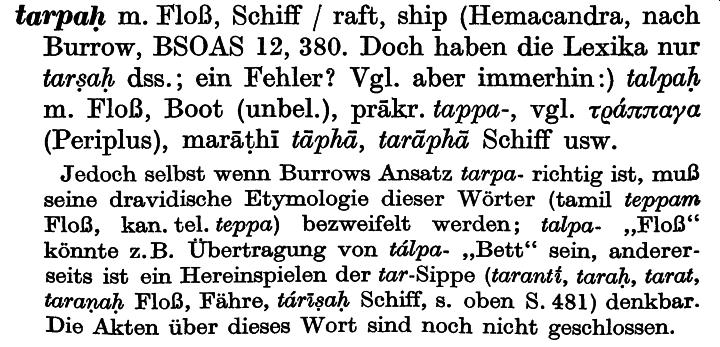 tarpaḥ m. Floß, Schiff / raft, ship (Hemacandra, nach
Burrow, BSOAS 12, 380. Doch haben die Lexika nur
tarṣaḥ dss.; ein Fehler? Vgl. aber immerhin:) talpaḥ
m. Floß, Boot (unbel.), prākr. tappa-, vgl. τράππαγα
(Periplus), marāṭhī tāphā, tarāphā Schiff usw.
Jedoch selbst wenn Burrows Ansatz tarpa- richtig ist, muß
seine dravidische Etymologie dieser Wörter (tamil teppam
Floß, kan. tel. teppa) bezweifelt werden; talpa- „Floß“
könnte z.B. Übertragung von tálpa- „Bett“ sein, anderer-
seits ist ein Hereinspielen der tar-Sippe (tarantí, taraḥ, tarat,
taraṇaḥ Floß, Fähre, tárīṣaḥ Schiff, s. oben S. 481) denkbar.
Die Akten über dieses Wort sind noch nicht geschlossen.